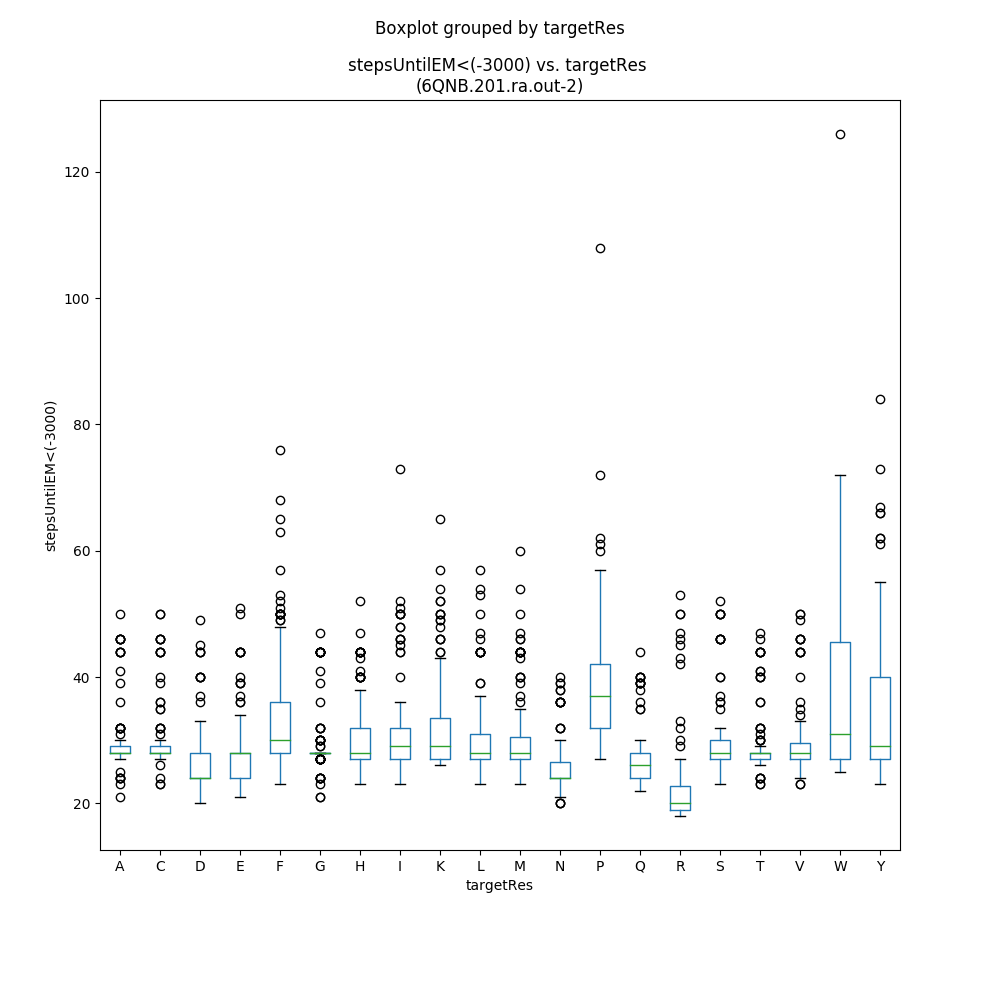 Boxplot grouped by targetRes
stepsUntilEM<(-3000) vs. targetRes
(6QNB.201.ra.out-2)
stepsUntilEM<(-3000)
120
100
80
60
40
20
A C D E F G H I K L M N P Q R S T V W Y
targetRes